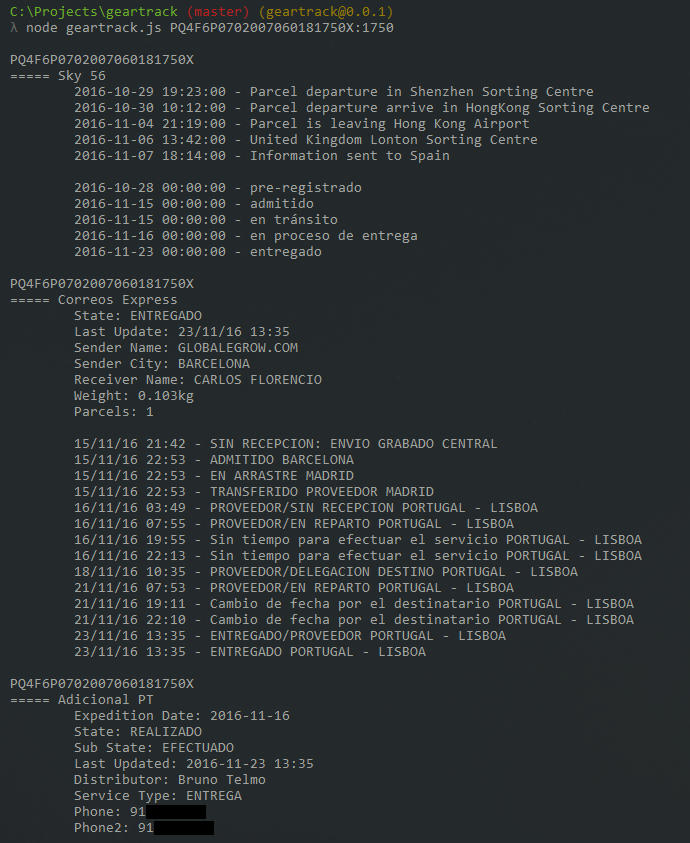 C:\Projects\geartrack (master) (geartrack@0.0.1)
λ node geartrack.js PQ4F6P0702007060181750X:1750
PQ4F6P0702007060181750X
===== Sky 56
2016-10-29 19:23:00 - Parcel departure in Shenzhen Sorting Centre
2016-10-30 10:12:00 - Parcel departure arrive in HongKong Sorting Centre
2016-11-04 21:19:00 - Parcel is leaving Hong Kong Airport
2016-11-06 13:42:00 - United Kingdom Lonton Sorting Centre
2016-11-07 18:14:00 - Information sent to Spain
2016-10-28 00:00:00 - pre-registrado
2016-11-15 00:00:00 - admitido
2016-11-15 00:00:00 - en tránsito
2016-11-16 00:00:00 - en proceso de entrega
2016-11-23 00:00:00 - entregado
PQ4F6P0702007060181750X
===== Correos Express
State: ENTREGADO
Last Update: 23/11/16 13:35
Sender Name: GLOBALEGROW.COM
Sender City: BARCELONA
Receiver Name: CARLOS FLORENCIO
Weight: 0.103kg
Parcels: 1
15/11/16 21:42 - SIN RECEPCION: ENVIO GRABADO CENTRAL
15/11/16 22:53 - ADMITIDO BARCELONA
15/11/16 22:53 - EN ARRASTRE MADRID
15/11/16 22:53 - TRANSFERIDO PROVEEDOR MADRID
16/11/16 03:49 - PROVEEDOR/SIN RECEPCION PORTUGAL - LISBOA
16/11/16 07:55 - PROVEEDOR/EN REPARTO PORTUGAL - LISBOA
16/11/16 19:55 - Sin tiempo para efectuar el servicio PORTUGAL - LISBOA
16/11/16 22:13 - Sin tiempo para efectuar el servicio PORTUGAL - LISBOA
18/11/16 10:35 - PROVEEDOR/DELEGACION DESTINO PORTUGAL - LISBOA
21/11/16 07:53 - PROVEEDOR/EN REPARTO PORTUGAL - LISBOA
21/11/16 19:11 - Cambio de fecha por el destinatario PORTUGAL - LISBOA
21/11/16 22:10 - Cambio de fecha por el destinatario PORTUGAL - LISBOA
23/11/16 13:35 - ENTREGADO/PROVEEDOR PORTUGAL - LISBOA
23/11/16 13:35 - ENTREGADO PORTUGAL - LISBOA
PQ4F6P0702007060181750X
===== Adicional PT
Expedition Date: 2016-11-16
State: REALIZADO
Sub State: EFECTUADO
Last Updated: 2016-11-23 13:35
Distributor: Bruno Telmo
Service Type: ENTREGA
Phone: 91
Phone2: 91